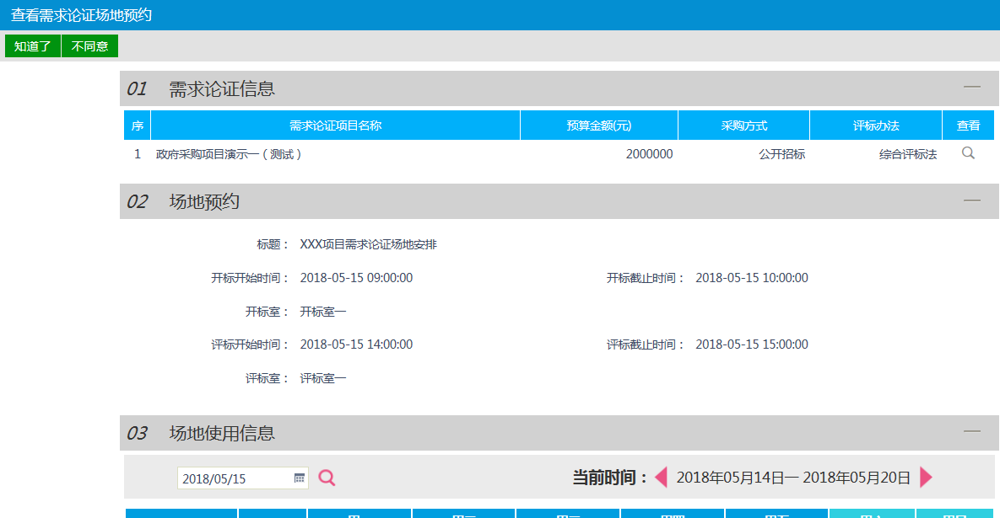 查看需求论证场地预约
知道了 不同意
01 需求论证信息
序 需求论证项目名称 预算金额(元) 采购方式 评标办法 查看
1 政府采购项目演示一（测试） 2000000 公开招标 综合评标法
02 场地预约
标题： XXX项目需求论证场地安排
开标开始时间： 2018-05-15 09:00:00 开标截止时间： 2018-05-15 10:00:00
开标室： 开标室一
评标开始时间： 2018-05-15 14:00:00 评标截止时间： 2018-05-15 15:00:00
评标室： 评标室一
03 场地使用信息
2018/05/15 当前时间： 2018年05月14日一 2018年05月20日